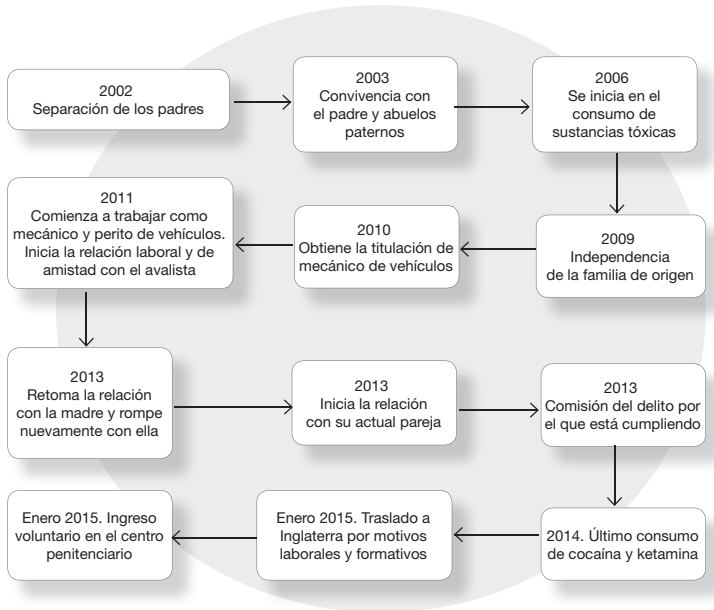 2002
Separación de los padres
2003
Convivencia con
el padre y abuelos
paternos
2006
Se inicia en el
consumo de
sustancias tóxicas
2009
Independencia
de la familia de origen
2010
Obtiene la titulación de
mecánico de vehículos
2011
Comienza a trabajar como
mecánico y perito de vehículos.
Inicia la relación laboral y de
amistad con el avalista
2013
Retoma la relación
con la madre y rompe
nuevamente con ella
2013
Inicia la relación
con su actual pareja
2013
Comisión del delito por
el que está cumpliendo
2014. Último consumo
de cocaína y ketamina
Enero 2015. Traslado a
Inglaterra por motivos
laborales y formativos
Enero 2015. Ingreso
voluntario en el centro
penitenciario